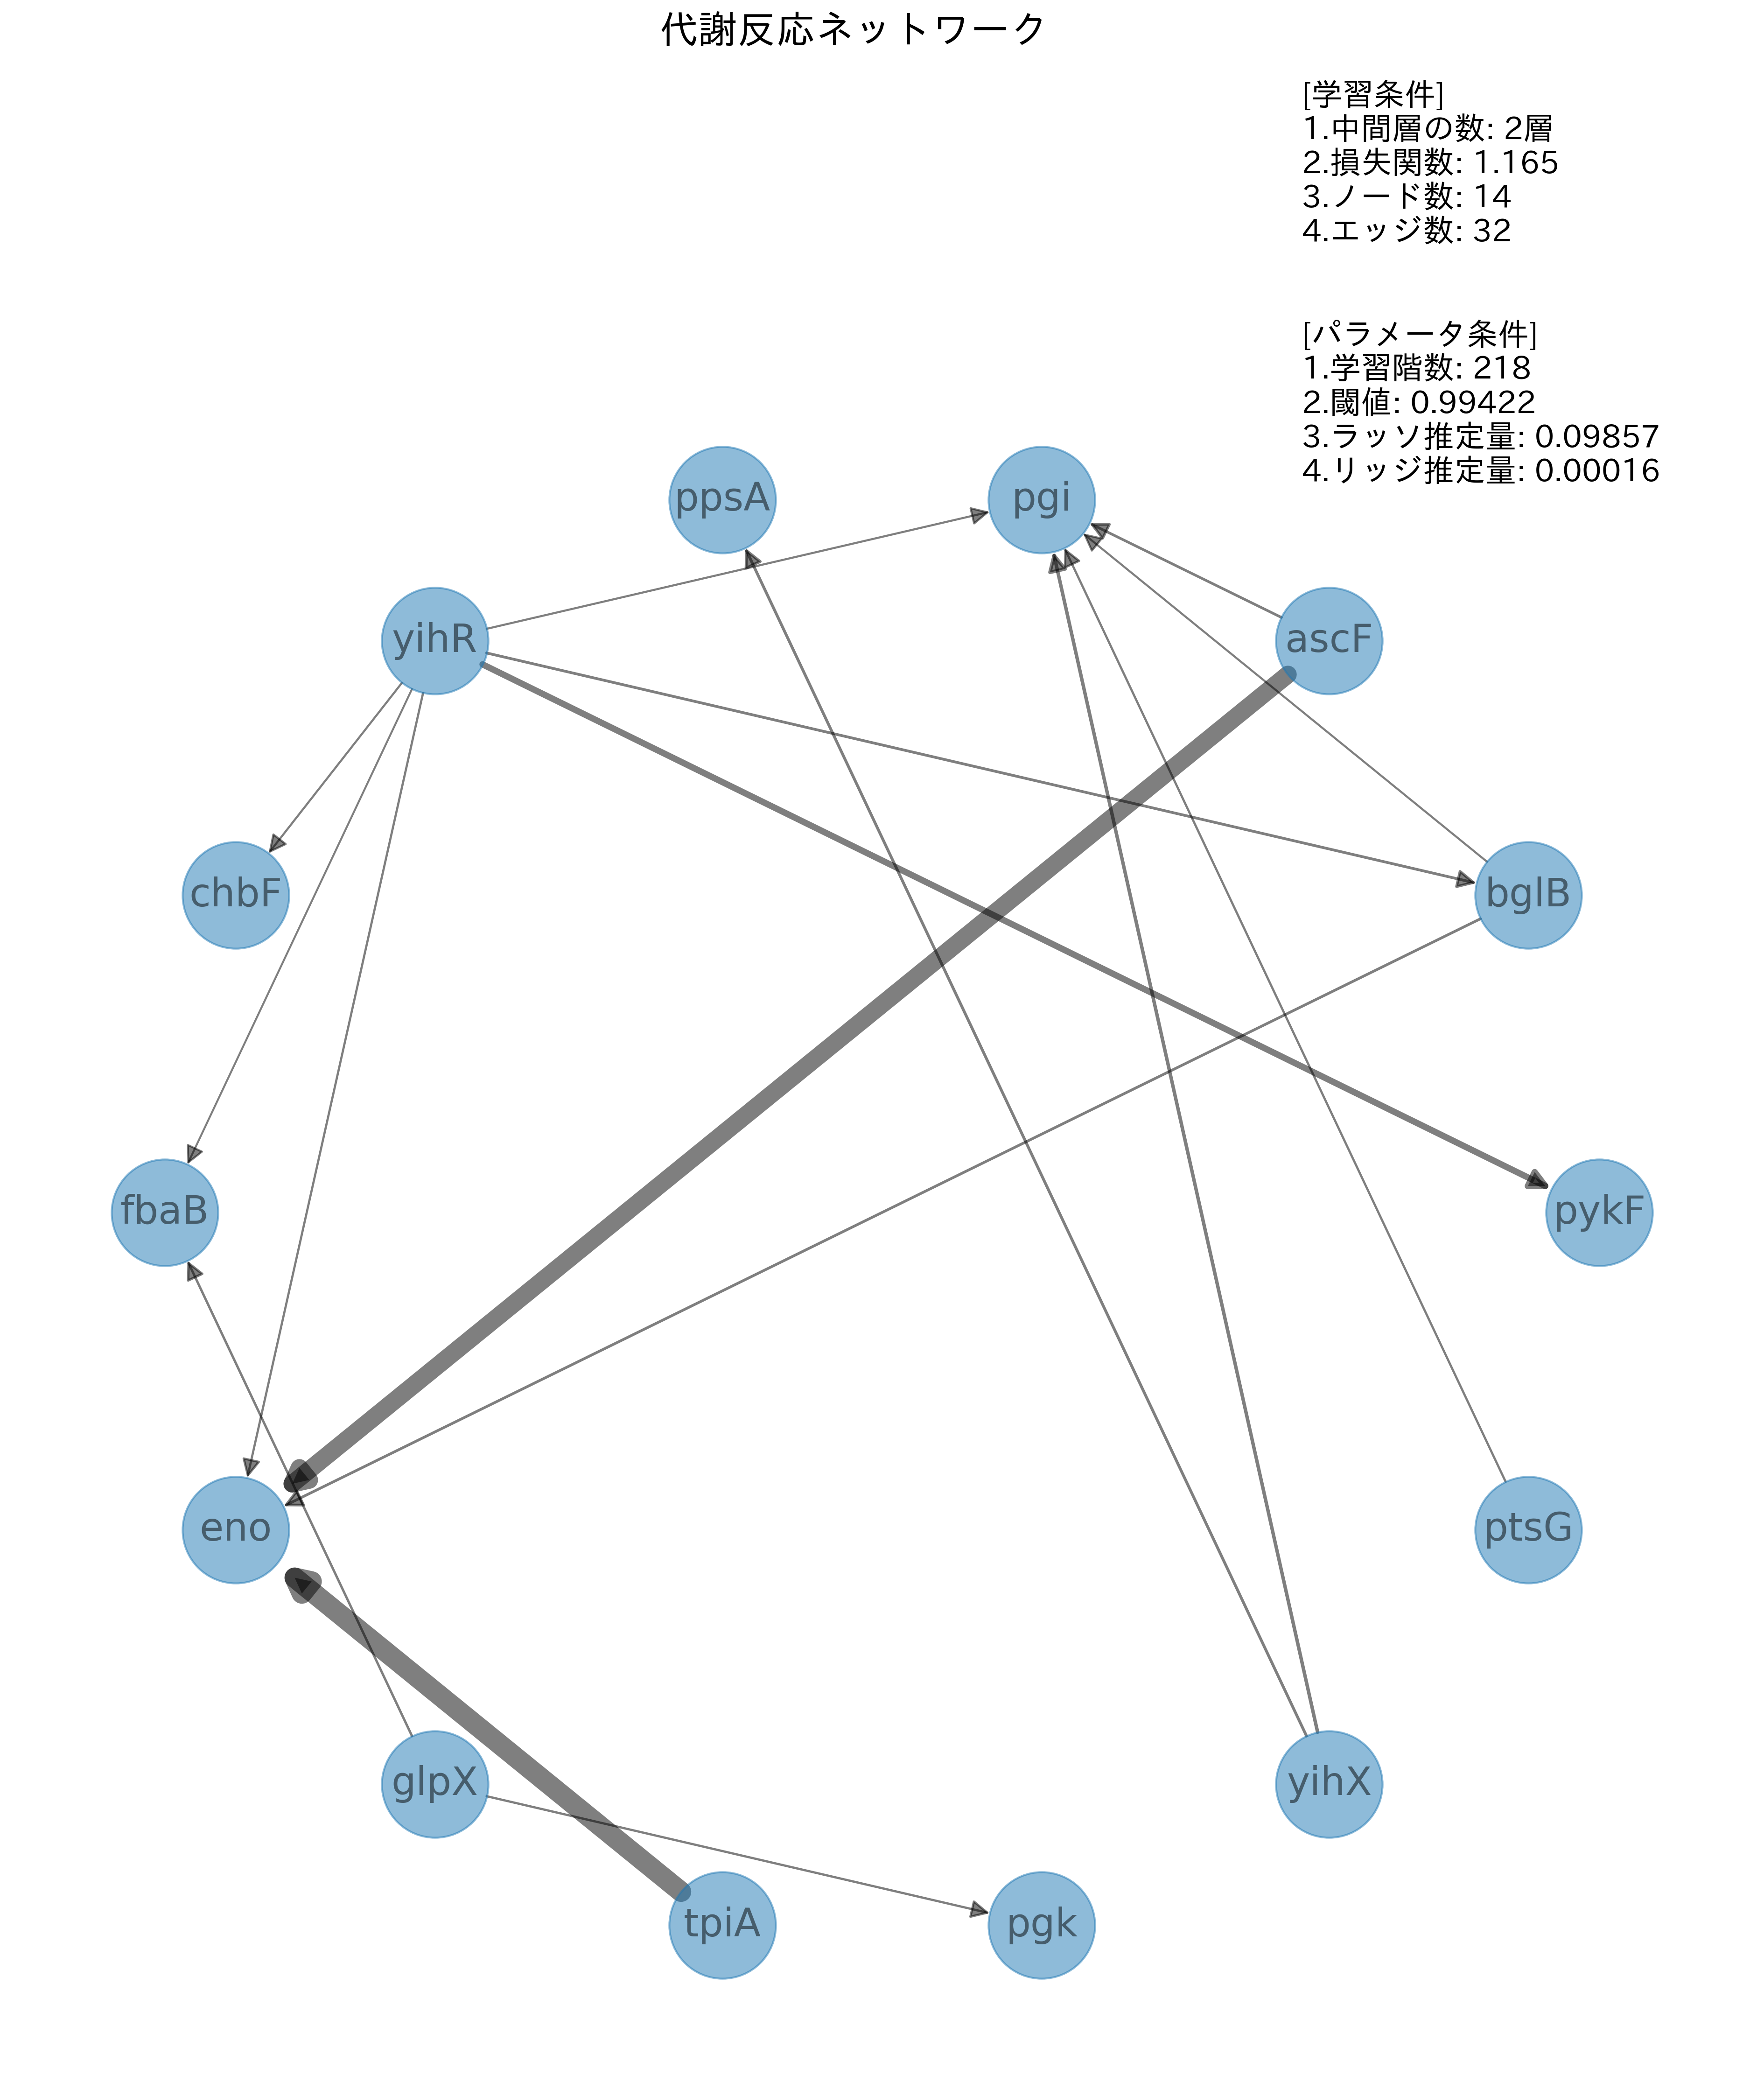 代謝反応ネットワーク
[学習条件]
1.中間層の数: 2層
2.損失関数: 1.165
3.ノード数: 14
4.エッジ数: 32
[パラメータ条件]
1.学習階数: 218
2.閾値: 0.99422
3.ラッソ推定量: 0.09857
4.リッジ推定量: 0.00016
ppsA
pgi
yihR
ascF
chbF
bglB
fbaB
pykF
eno
ptsG
glpX
yihX
tpiA
pgk